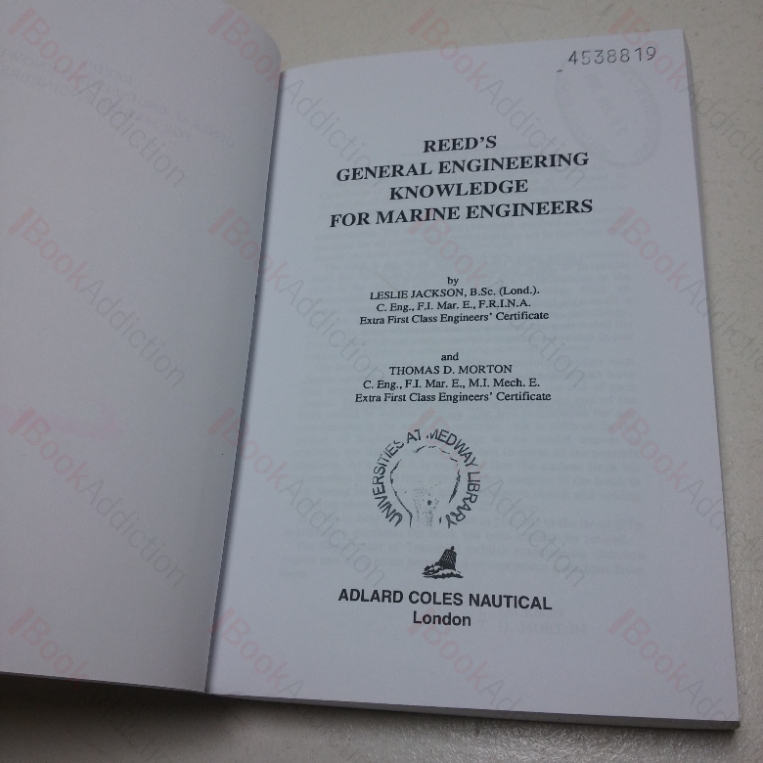 4538819
REED'S
GENERAL ENGINEERING
KNOWLEDGE
FOR MARINE ENGINEERS
by
LESLIE JACKSON, B.Sc. (Lond.).
C. Eng., F.I. Mar. E., F.R.I.N.A.
Extra First Class Engineers' Certificate
and
THOMAS D. MORTON
C. Eng., F.I. Mar. E., M.I. Mech. E.
Extra First Class Engineers' Certificate
UNIVERSITIES AT MEDWAY LIBRARY
ADLARD COLES NAUTICAL
London
BookAddiction